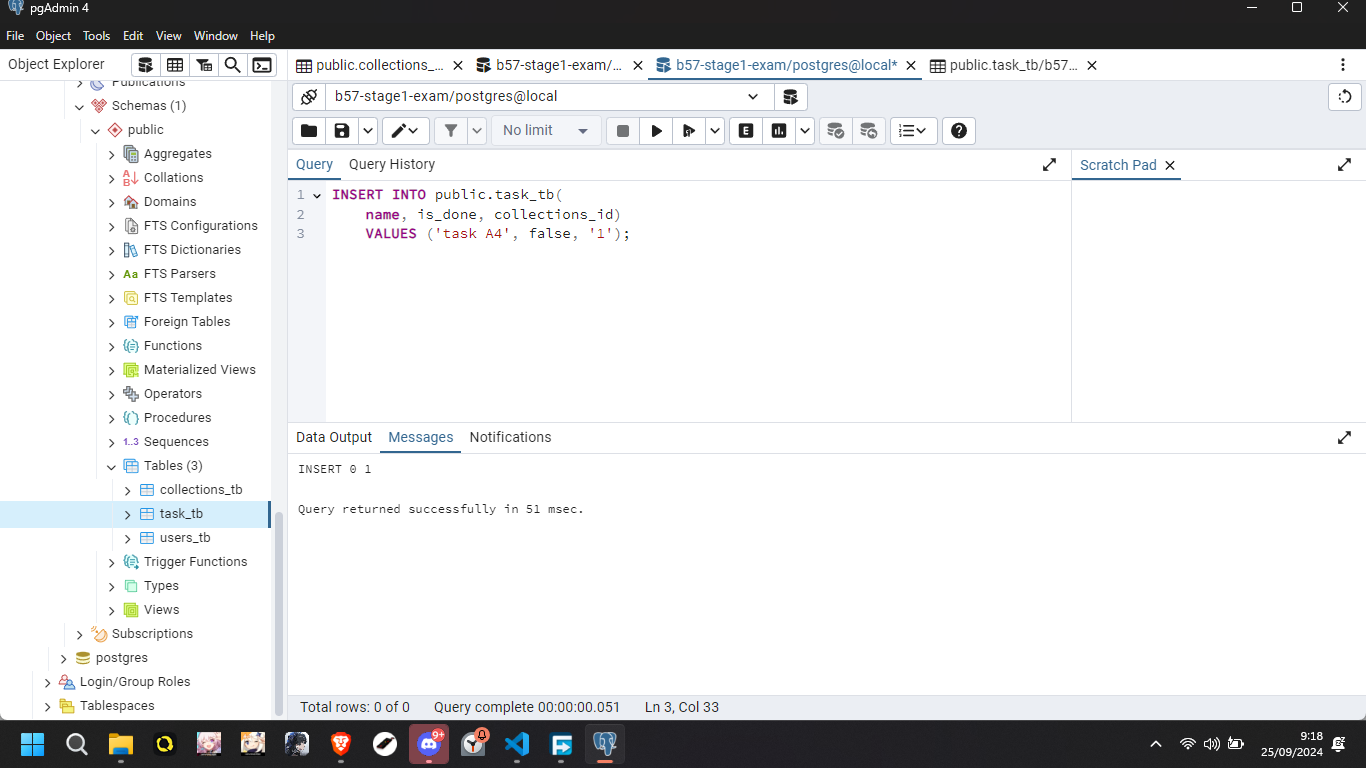 pgAdmin 4
File Object Tools Edit View Window Help
Object Explorer
public.collections_...
b57-stage1-exam/...
b57-stage1-exam/postgres@local*
public.task_tb/b57...
b57-stage1-exam/postgres@local
No limit
E
Query
Query History
Scratch Pad
1 INSERT INTO public.task_tb(
2 name, is_done, collections_id)
3 VALUES ('task A4', false, '1');
Data Output
Messages
Notifications
INSERT 0 1
Query returned successfully in 51 msec.
Total rows: 0 of 0
Query complete 00:00:00.051
Ln 3, Col 33
Publications
Schemas (1)
public
Aggregates
Collations
Domains
FTS Configurations
FTS Dictionaries
Aa FTS Parsers
FTS Templates
Foreign Tables
Functions
Materialized Views
Operators
Procedures
1..3 Sequences
Tables (3)
collections_tb
task_tb
users_tb
Trigger Functions
Types
Views
Subscriptions
postgres
Login/Group Roles
Tablespaces
9+
9:18
25/09/2024